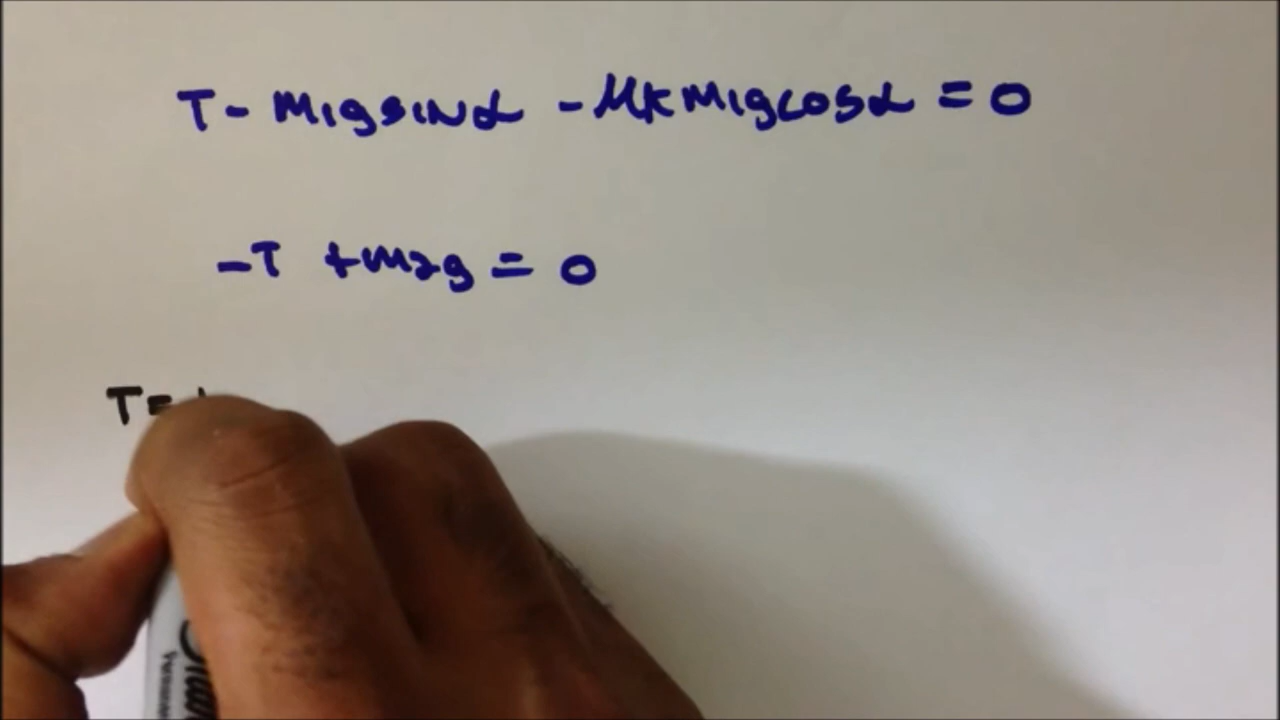 T - m1gsinα - μkm1gcosα = 0
-T +m2g = 0
T=